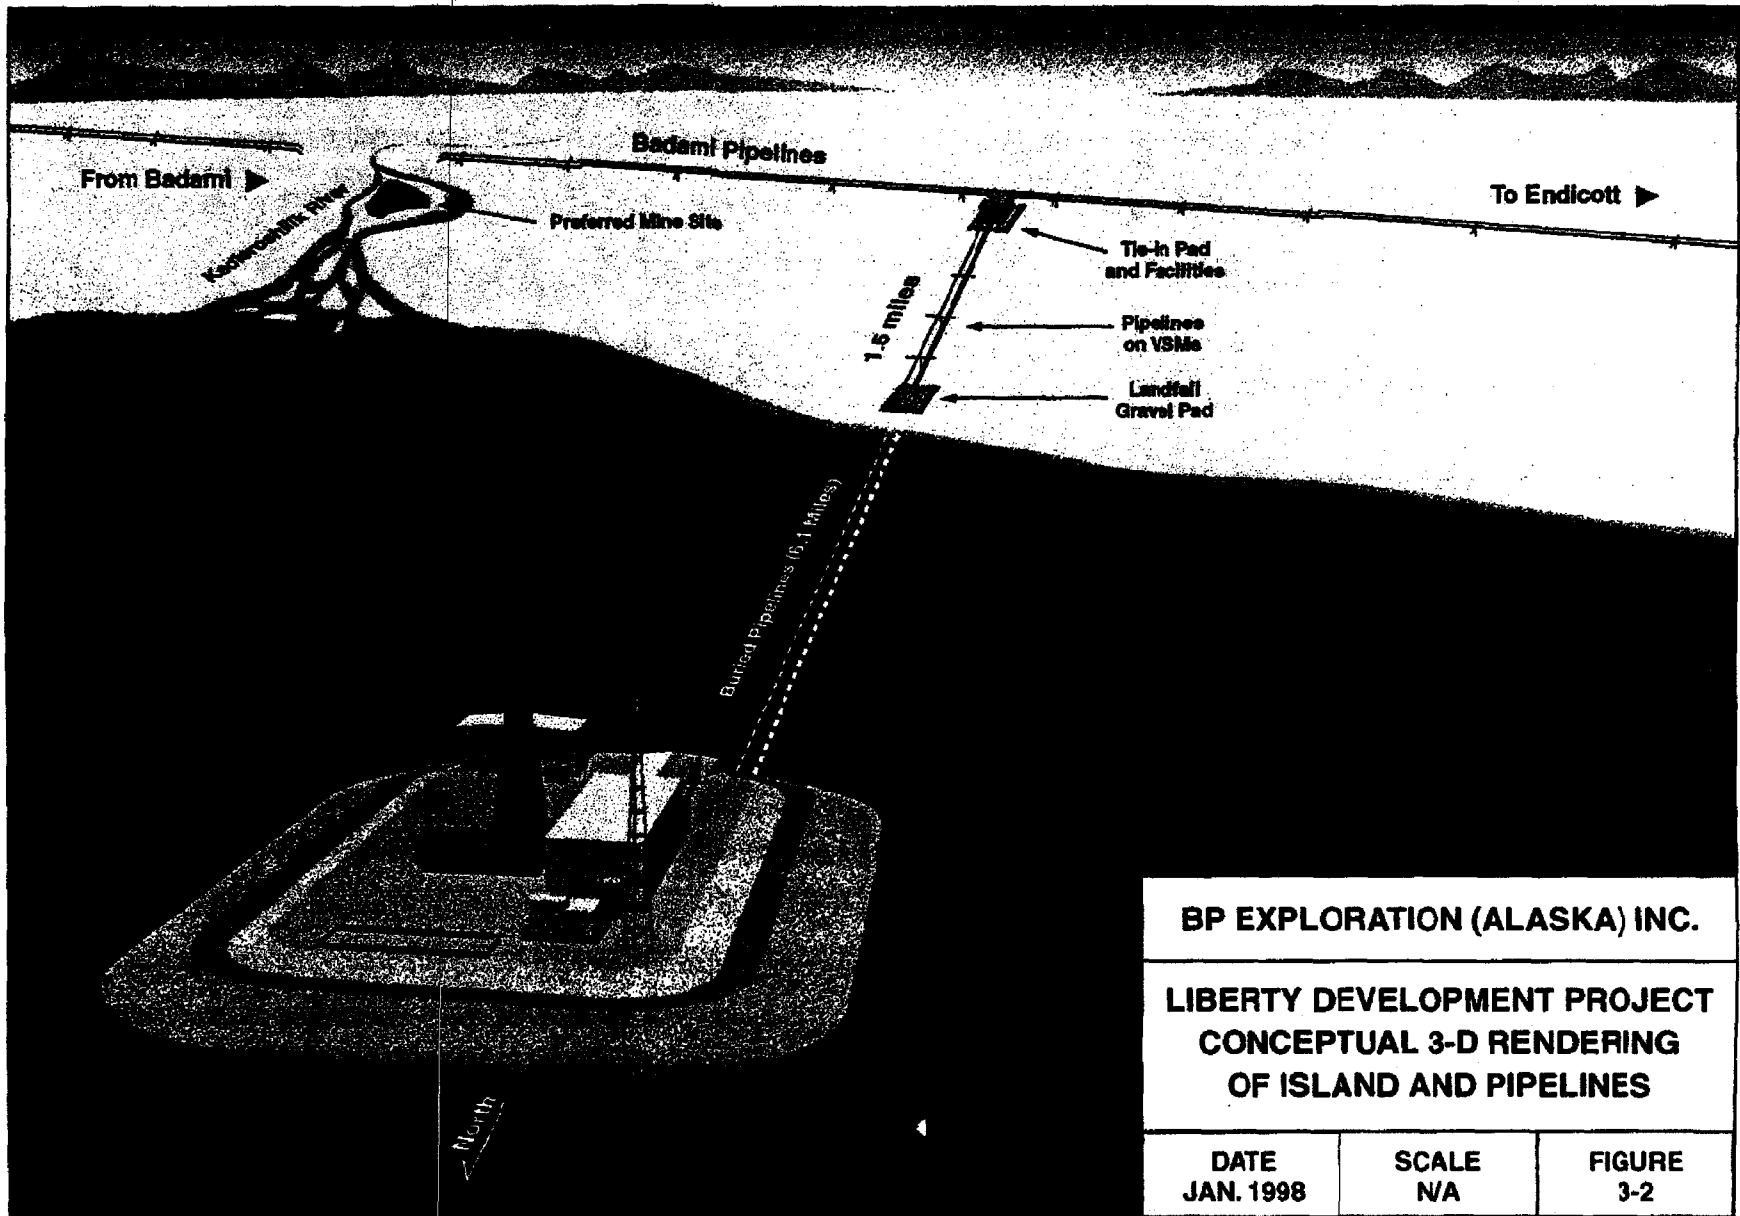 Badami Pipelines
From Badami
To Endicott
Kadleroshilik River
Preferred Mine Site
Tie-in Pad
and Facilities
1.5 miles
Pipelines
on VSMs
Landfall
Gravel Pad
Buried Pipelines (6.1 Miles)
North
BP EXPLORATION (ALASKA) INC.
LIBERTY DEVELOPMENT PROJECT
CONCEPTUAL 3-D RENDERING
OF ISLAND AND PIPELINES
DATE
JAN. 1998
SCALE
N/A
FIGURE
3-2